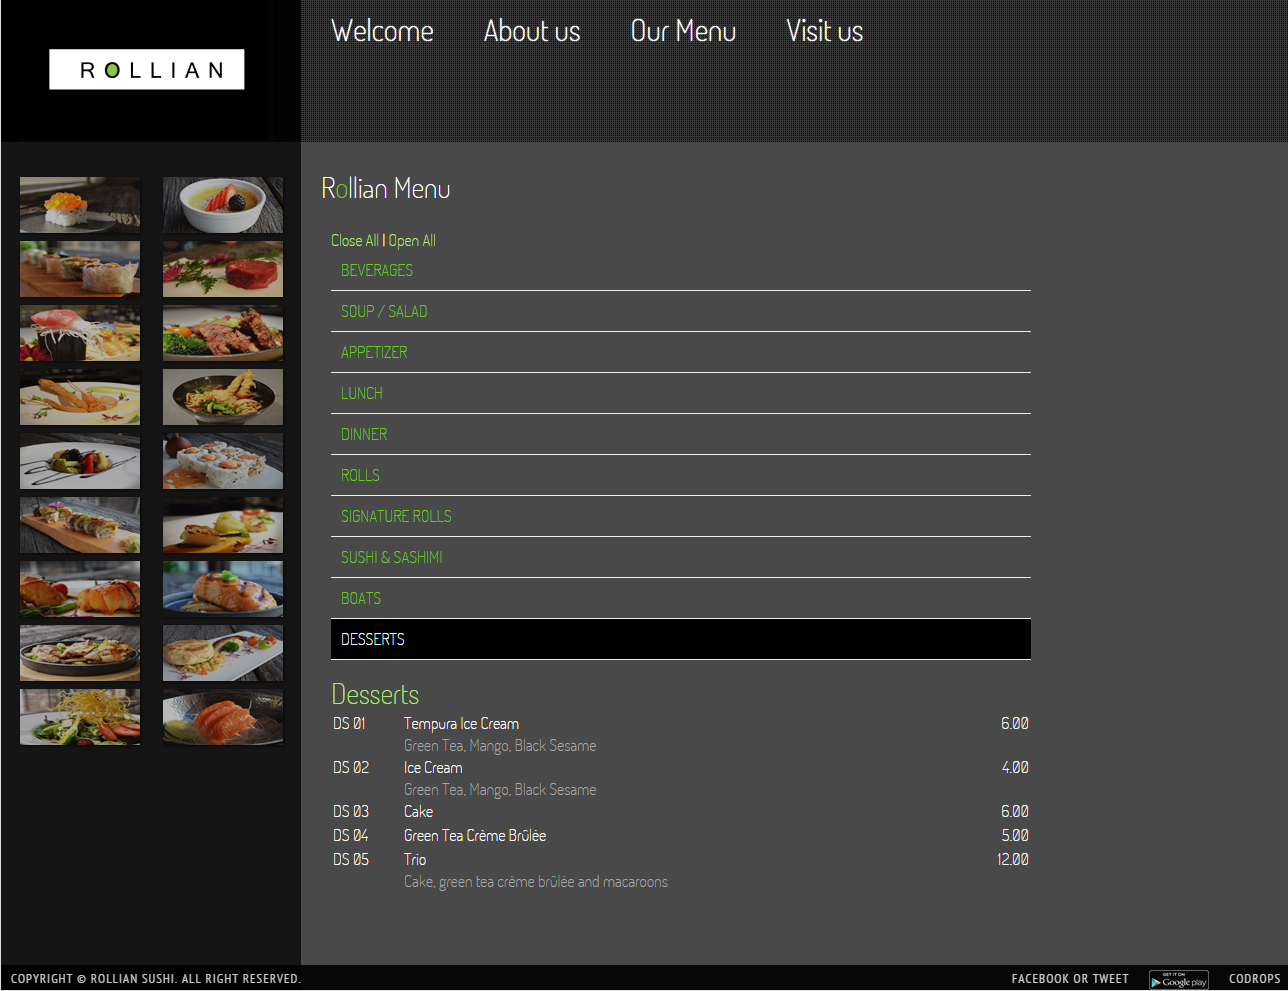 ROLLIAN
Welcome About us Our Menu Visit us
Rollian Menu
Close All | Open All
BEVERAGES
SOUP / SALAD
APPETIZER
LUNCH
DINNER
ROLLS
SIGNATURE ROLLS
SUSHI & SASHIMI
BOATS
DESSERTS
Desserts
DS 01 Tempura Ice Cream 6.00
Green Tea, Mango, Black Sesame
DS 02 Ice Cream 4.00
Green Tea, Mango, Black Sesame
DS 03 Cake 6.00
DS 04 Green Tea Crème Brûlée 5.00
DS 05 Trio 12.00
Cake, green tea crème brûlée and macaroons
COPYRIGHT © ROLLIAN SUSHI. ALL RIGHT RESERVED. FACEBOOK OR TWEET GET IT ON Google play CODROPS